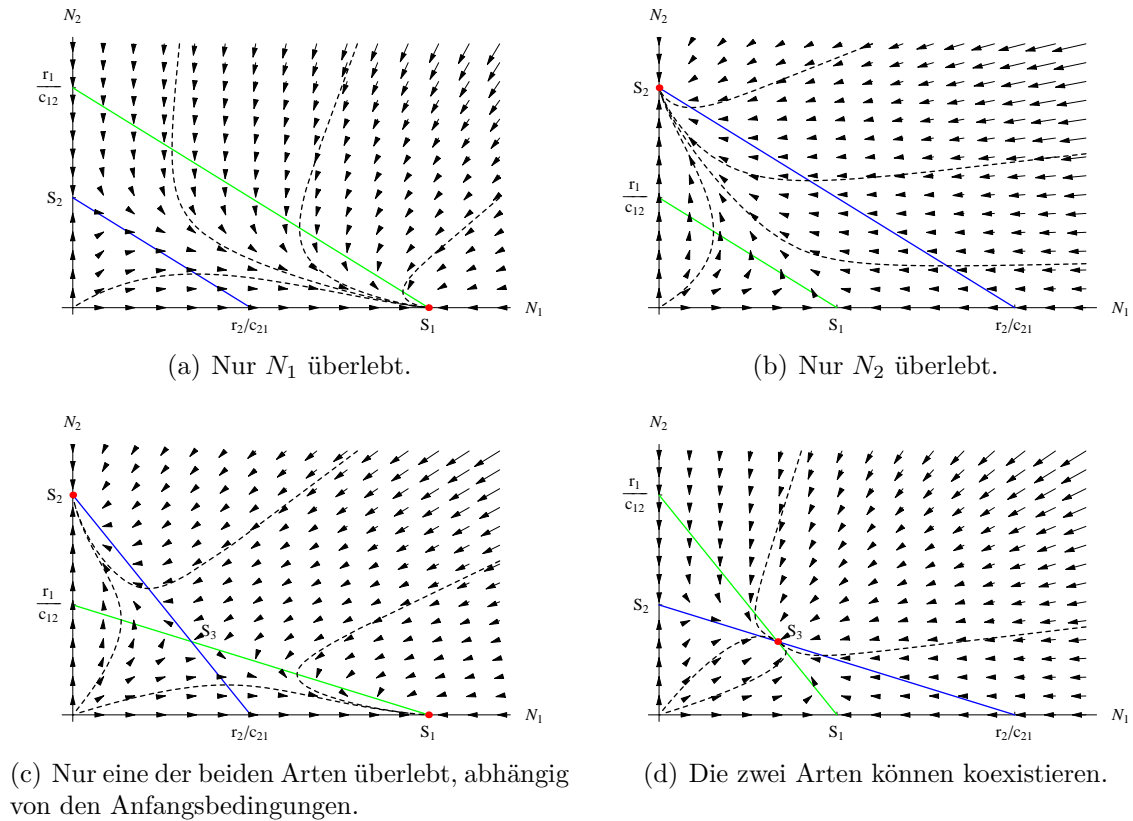 N₂
r₁
c₁₂
S₂
r₂/c₂₁
S₁
N₁
(a) Nur N₁ überlebt.
N₂
S₂
r₁
c₁₂
S₁
r₂/c₂₁
N₁
(b) Nur N₂ überlebt.
N₂
S₂
r₁
c₁₂
S₃
r₂/c₂₁
S₁
N₁
(c) Nur eine der beiden Arten überlebt, abhängig
von den Anfangsbedingungen.
N₂
r₁
c₁₂
S₂
S₃
S₁
r₂/c₂₁
N₁
(d) Die zwei Arten können koexistieren.